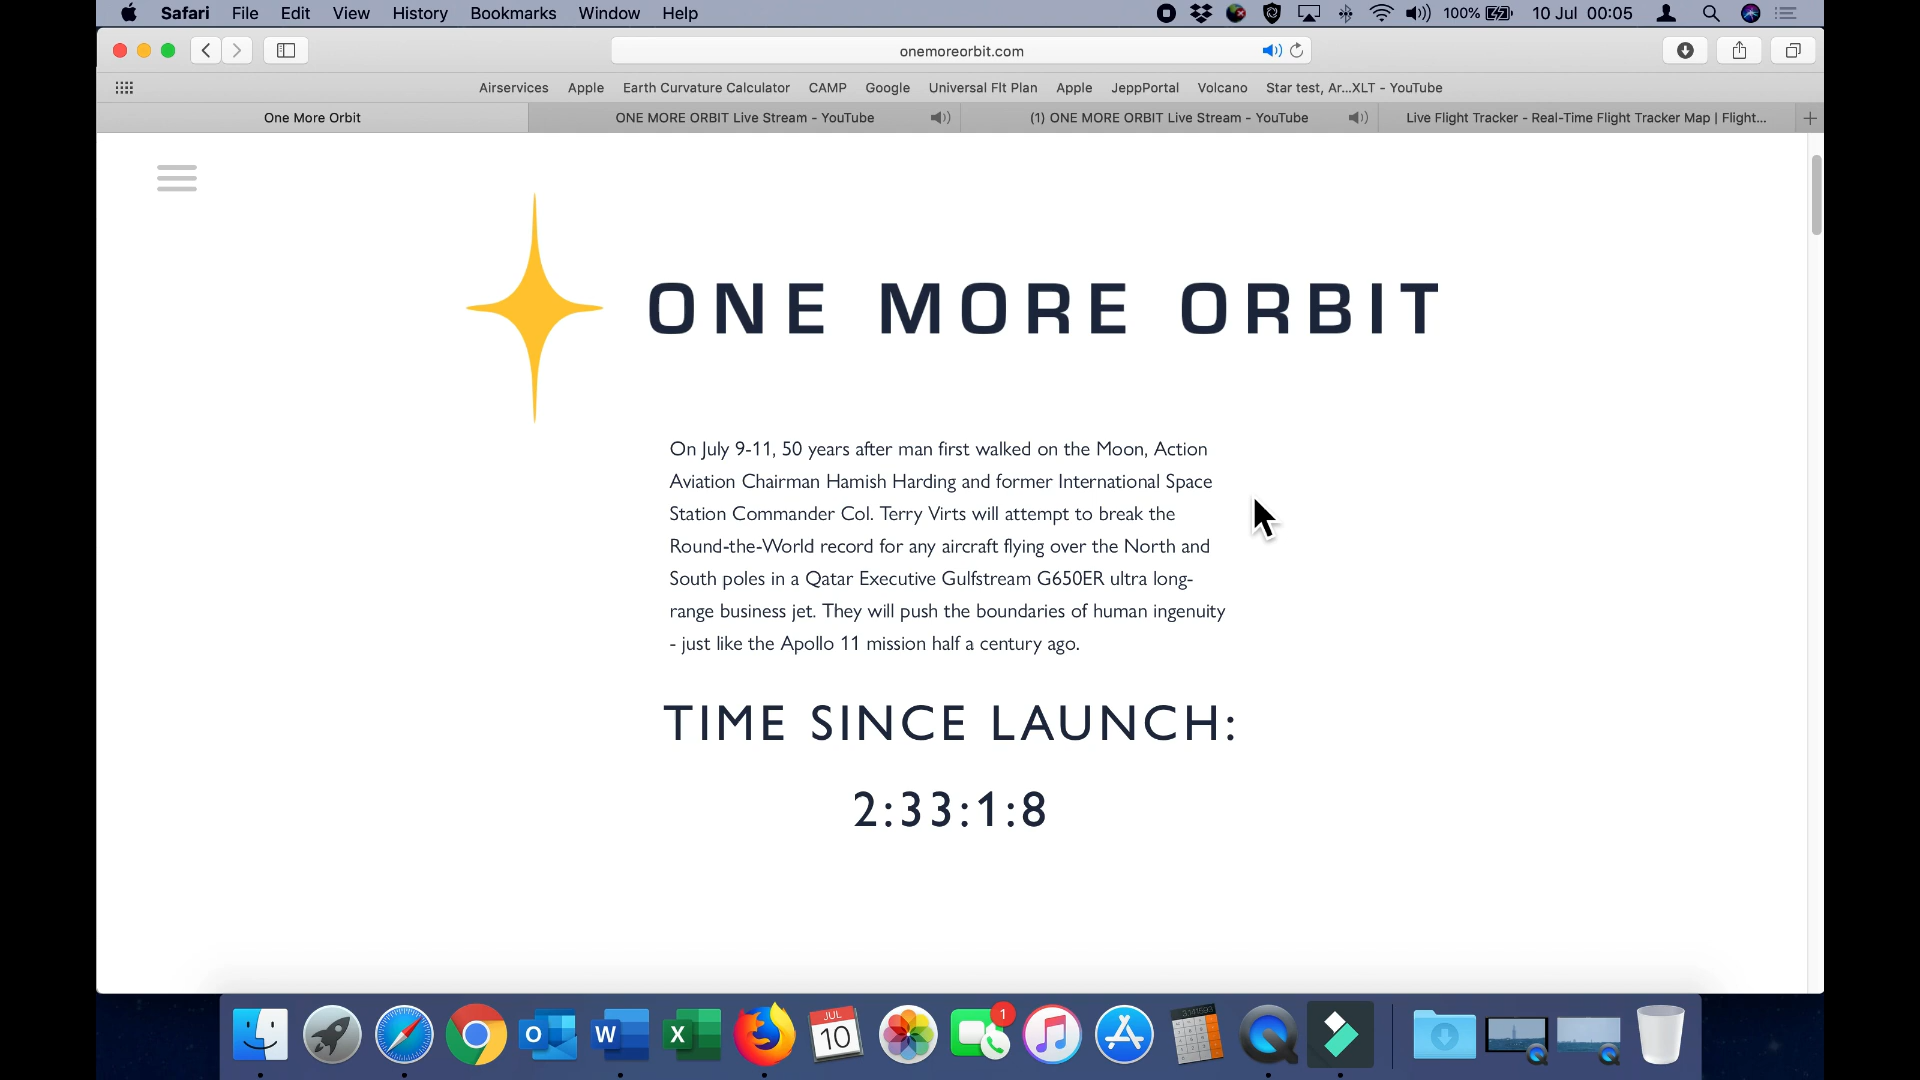 Safari File Edit View History Bookmarks Window Help 100% 10 Jul 00:05
onemoreorbit.com
Airservices Apple Earth Curvature Calculator CAMP Google Universal Flt Plan Apple JeppPortal Volcano Star test, Ar...XLT - YouTube
One More Orbit ONE MORE ORBIT Live Stream - YouTube (1) ONE MORE ORBIT Live Stream - YouTube Live Flight Tracker - Real-Time Flight Tracker Map | Flight...
ONE MORE ORBIT
On July 9-11, 50 years after man first walked on the Moon, Action
Aviation Chairman Hamish Harding and former International Space
Station Commander Col. Terry Virts will attempt to break the
Round-the-World record for any aircraft flying over the North and
South poles in a Qatar Executive Gulfstream G650ER ultra long-
range business jet. They will push the boundaries of human ingenuity
- just like the Apollo 11 mission half a century ago.
TIME SINCE LAUNCH:
2:33:1:8
O W X JUL 10 1 3.14159